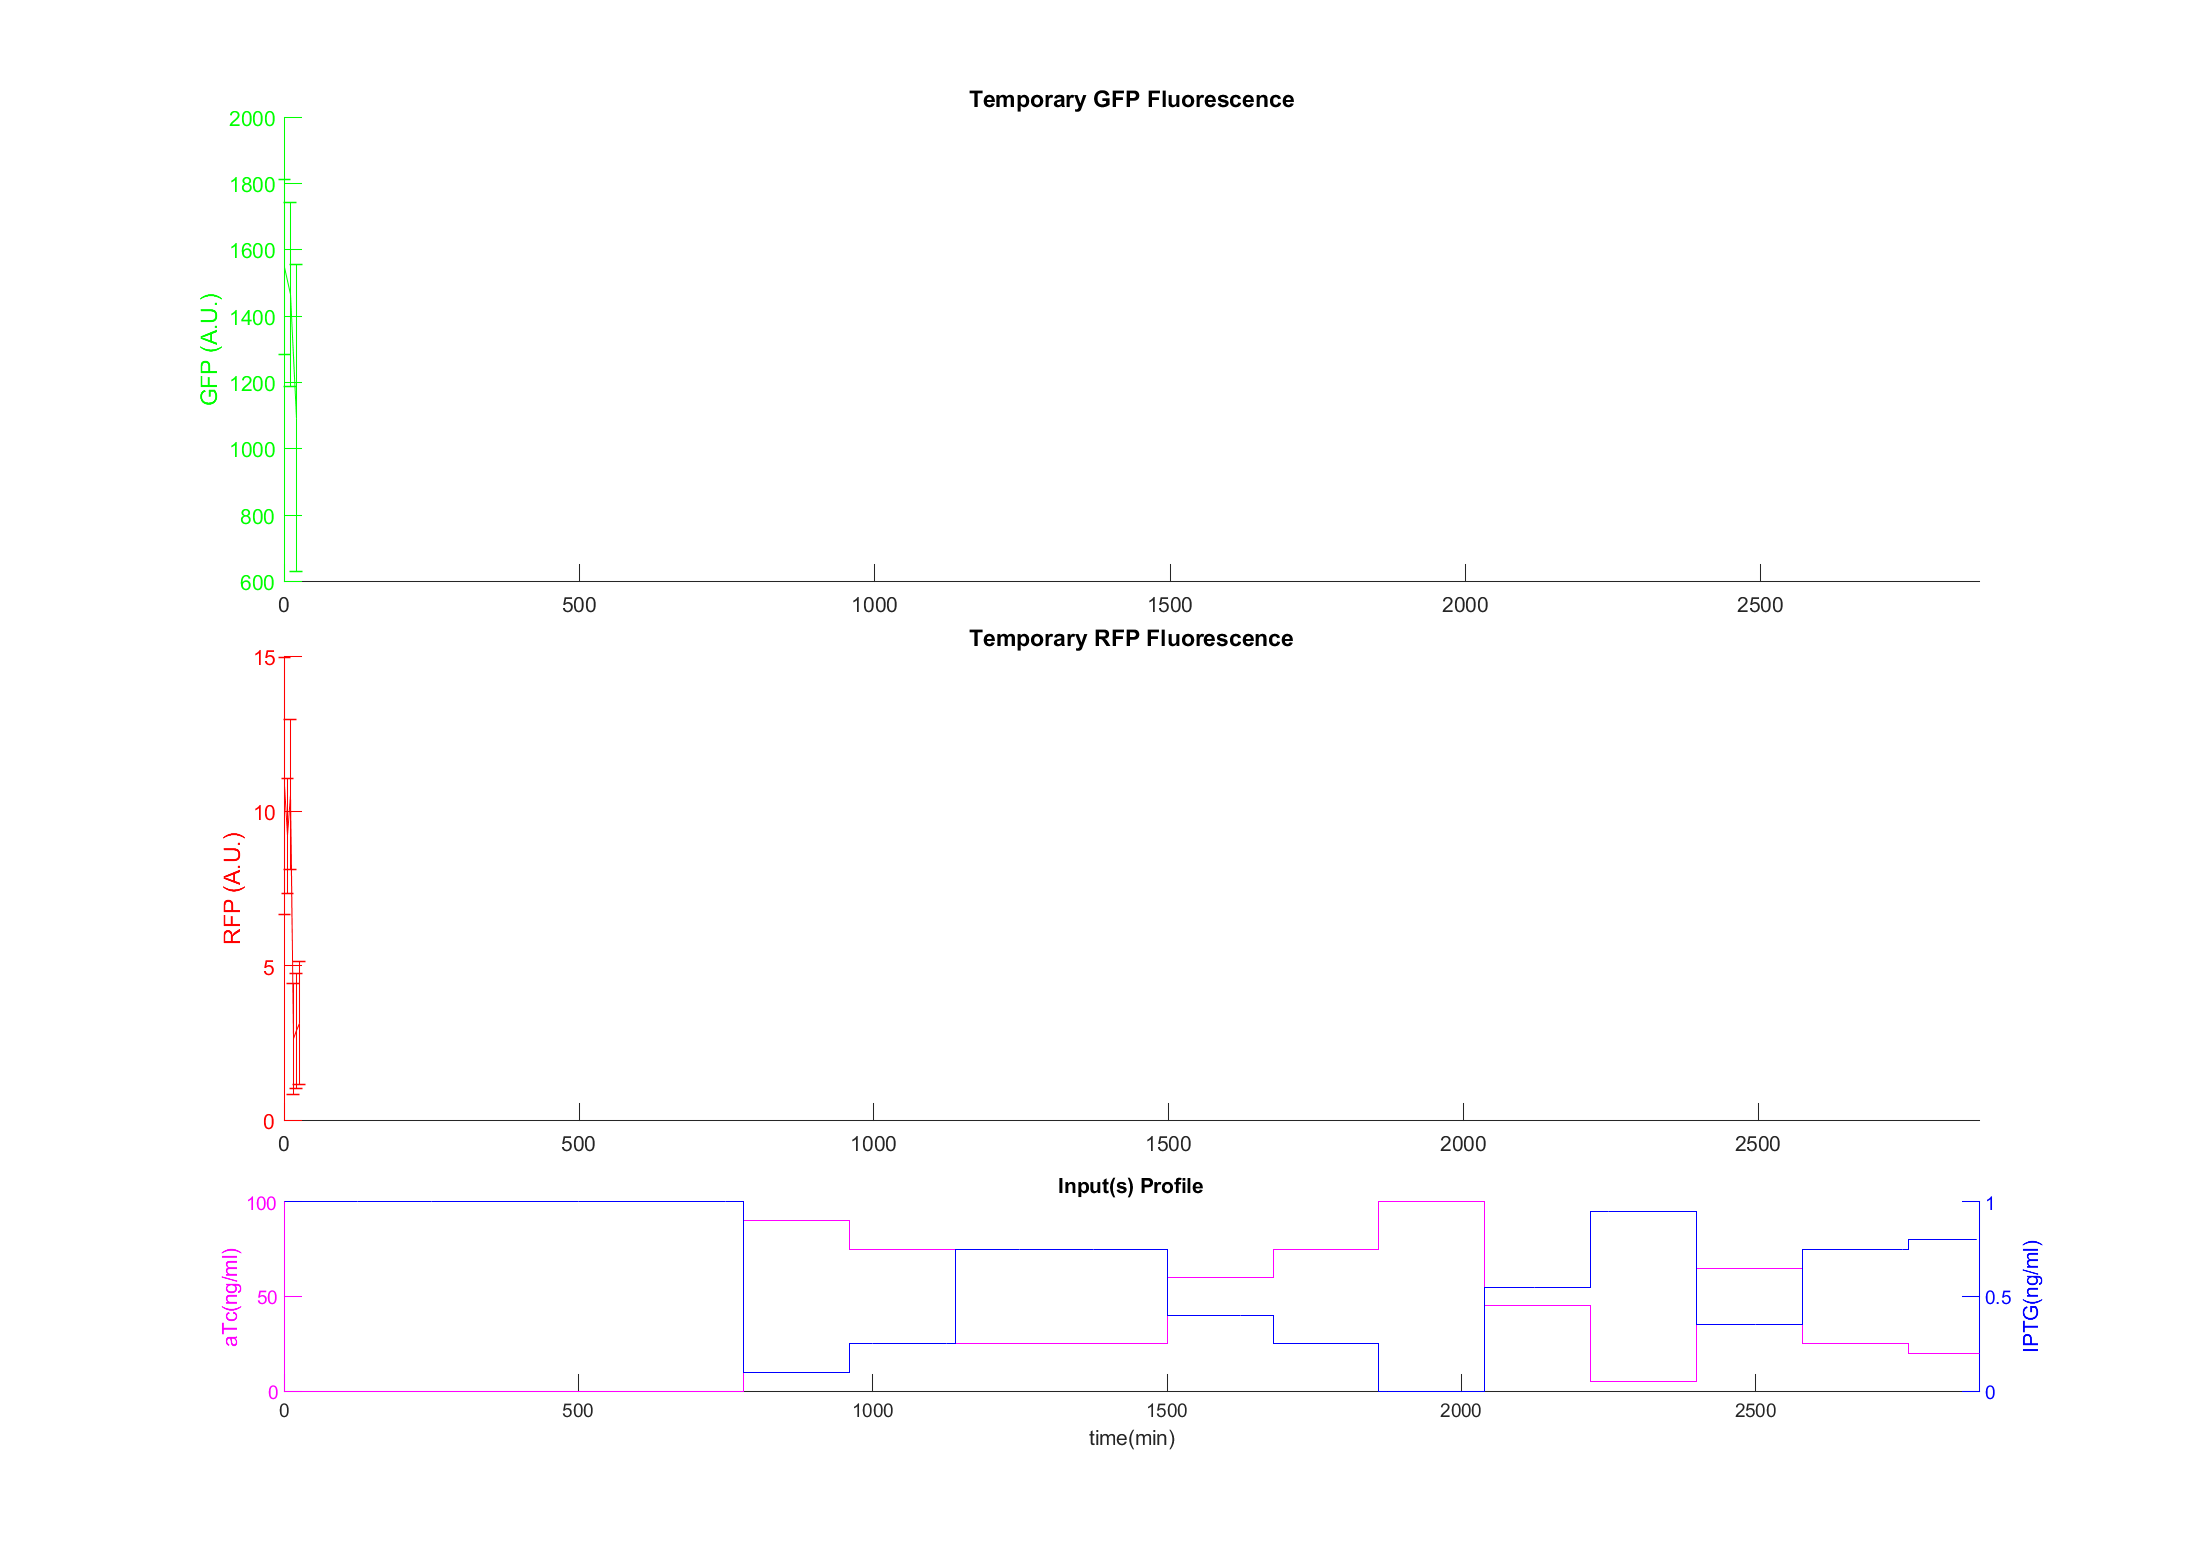 Temporary GFP Fluorescence
2000
1800
1600
1400
1200
1000
800
600
GFP (A.U.)
0 500 1000 1500 2000 2500
Temporary RFP Fluorescence
15
10
5
0
RFP (A.U.)
0 500 1000 1500 2000 2500
Input(s) Profile
100
50
0
aTc(ng/ml)
1
0.5
0
IPTG(ng/ml)
0 500 1000 1500 2000 2500
time(min)